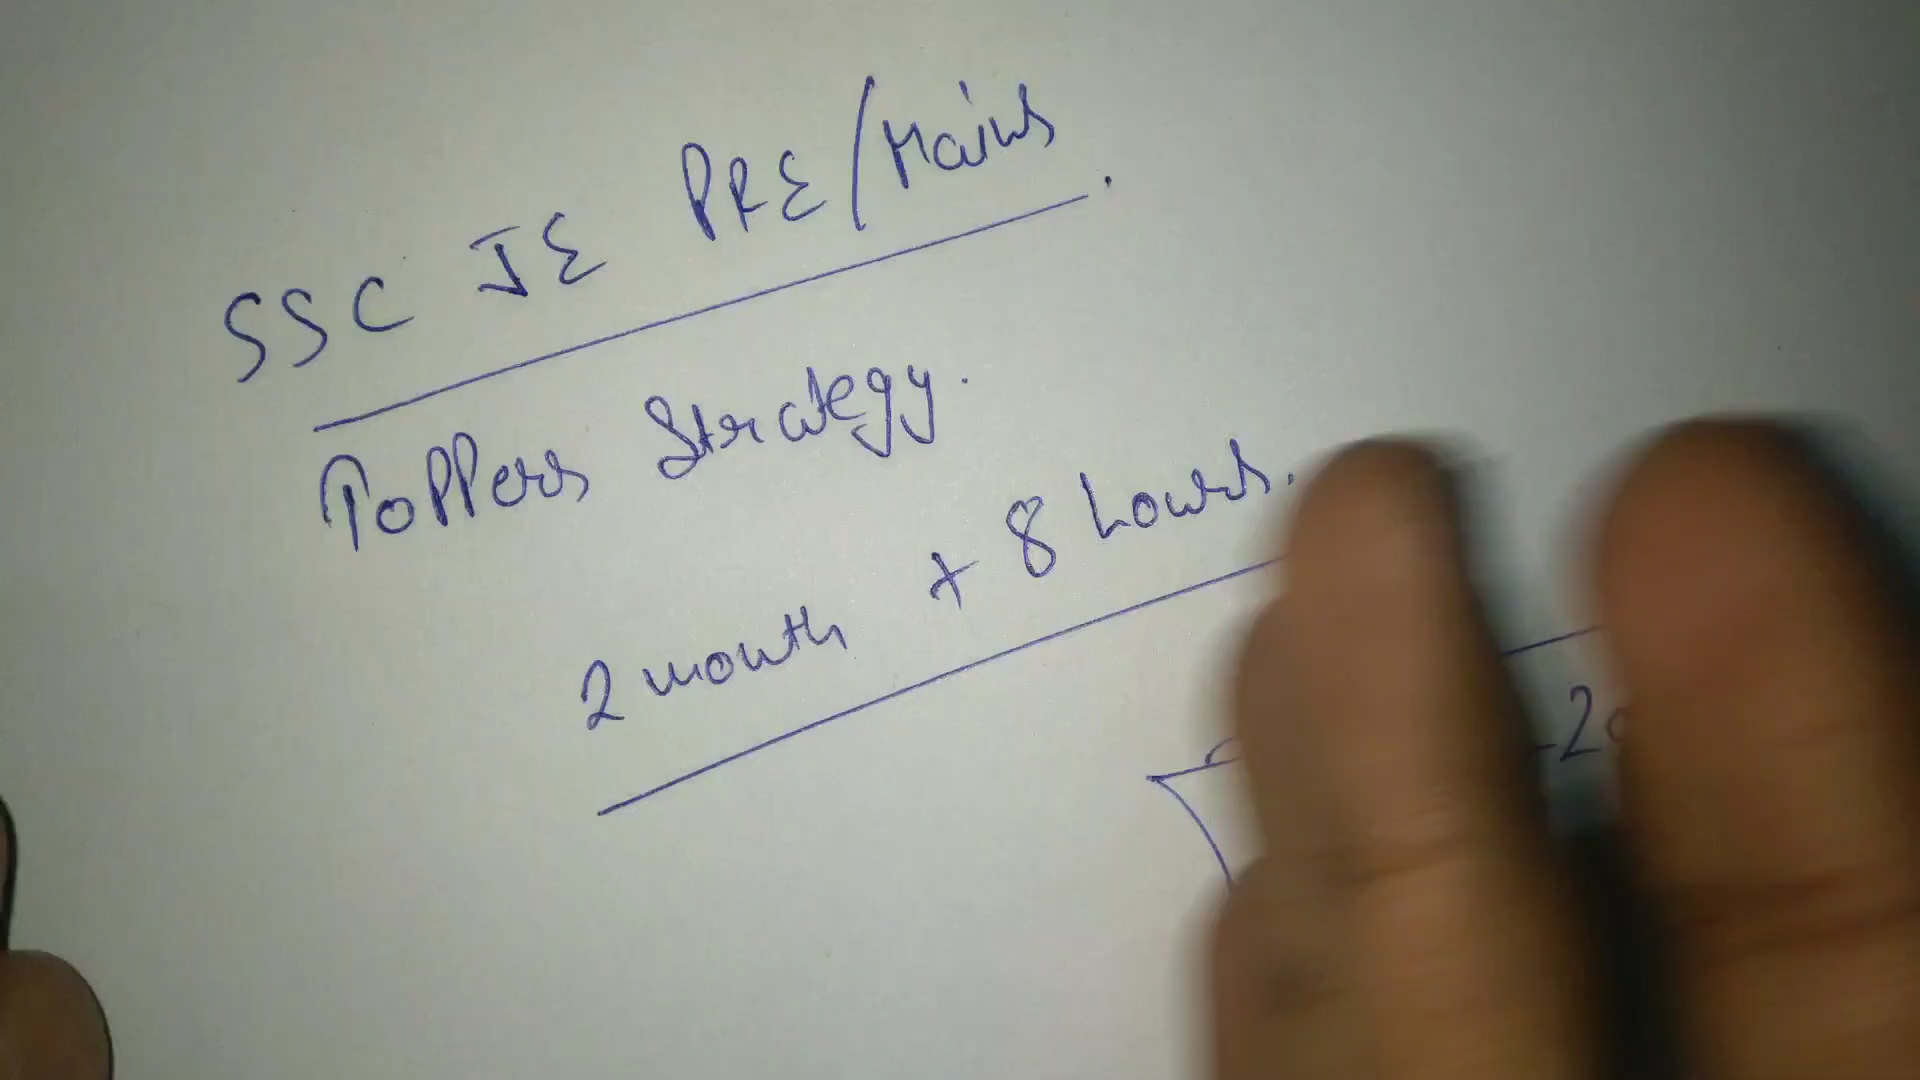 SSC JE PRE/Mains.
Toppers Strategy.
2 month + 8 hours.